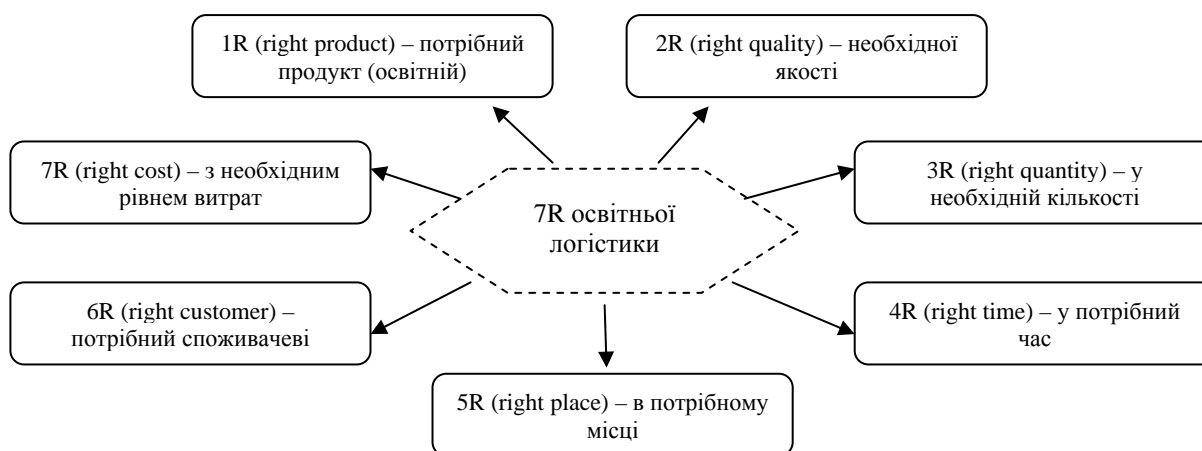 1R (right product) – потрібний
продукт (освітній)
2R (right quality) – необхідної
якості
7R (right cost) – з необхідним
рівнем витрат
3R (right quantity) – у
необхідній кількості
7R освітньої
логістики
6R (right customer) –
потрібний споживачеві
4R (right time) – у потрібний
час
5R (right place) – в потрібному
місці